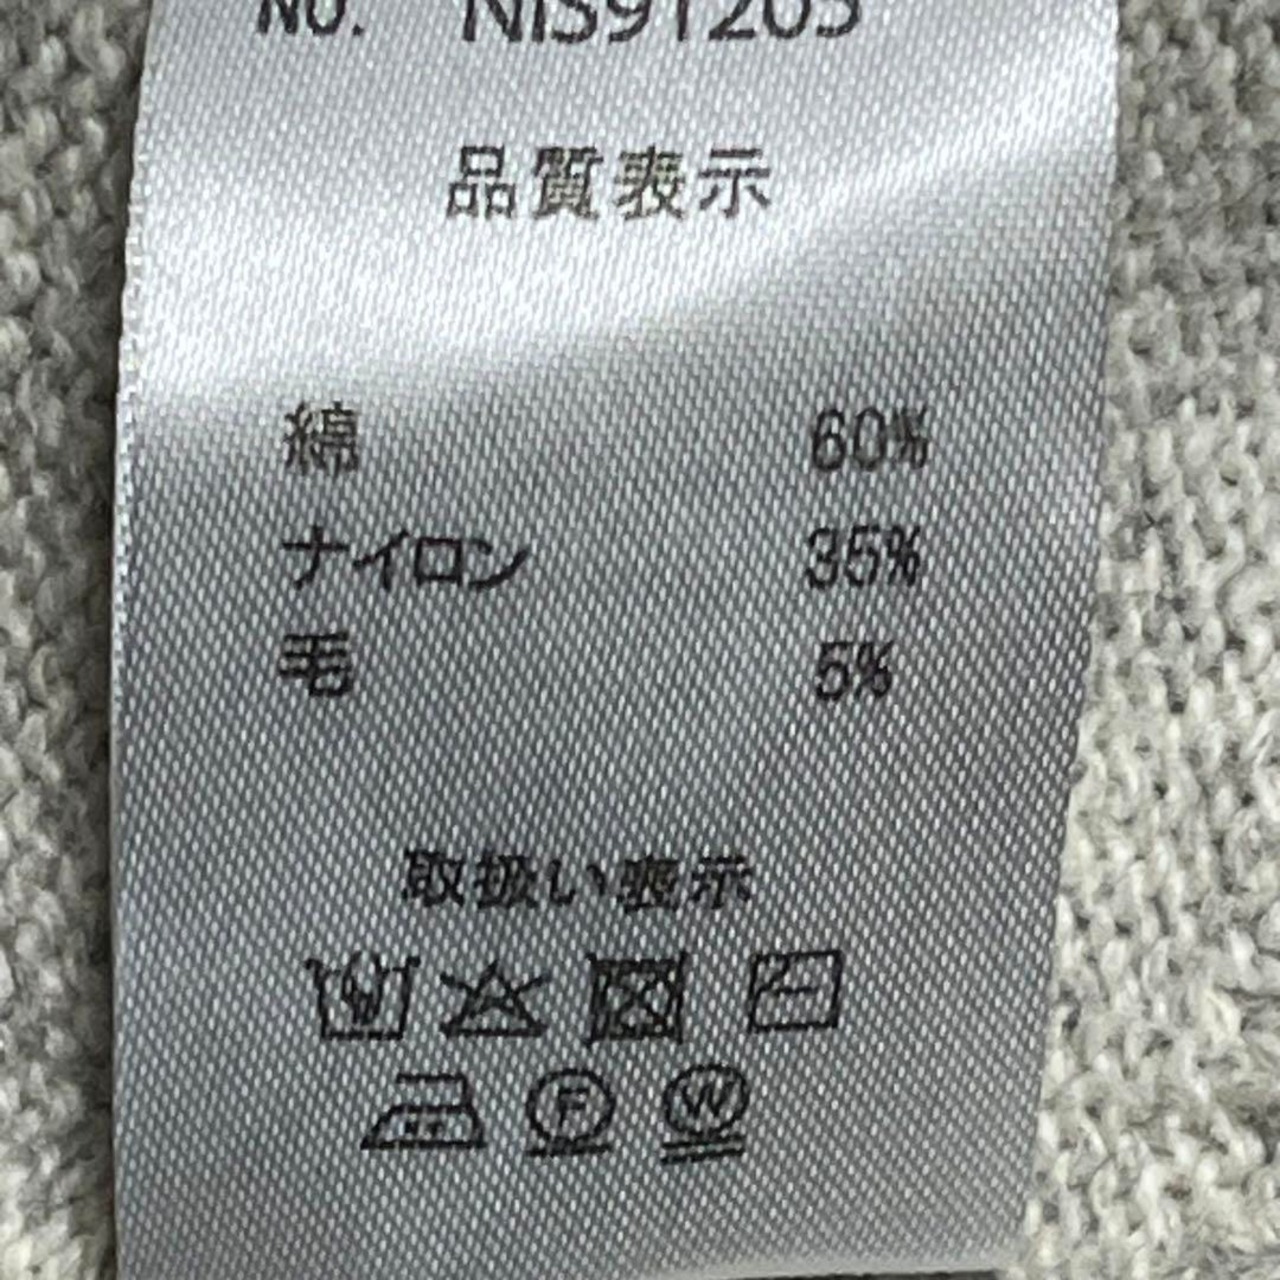 NO. NIS91203
品質表示
綿 60%
ナイロン 35%
毛 5%
取扱い表示
F W